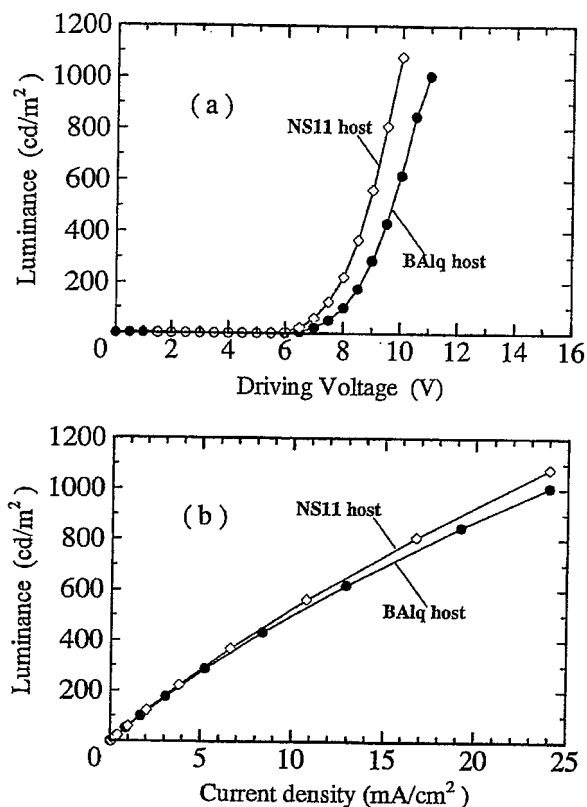 1200
1000
800
600
400
200
0
Luminance (cd/m²)
(a)
NS11 host
BAlq host
2 4 6 8 10 12 14 16
Driving Voltage (V)
1200
1000
800
600
400
200
0
Luminance (cd/m²)
(b)
NS11 host
BAlq host
5 10 15 20 25
Current density (mA/cm²)